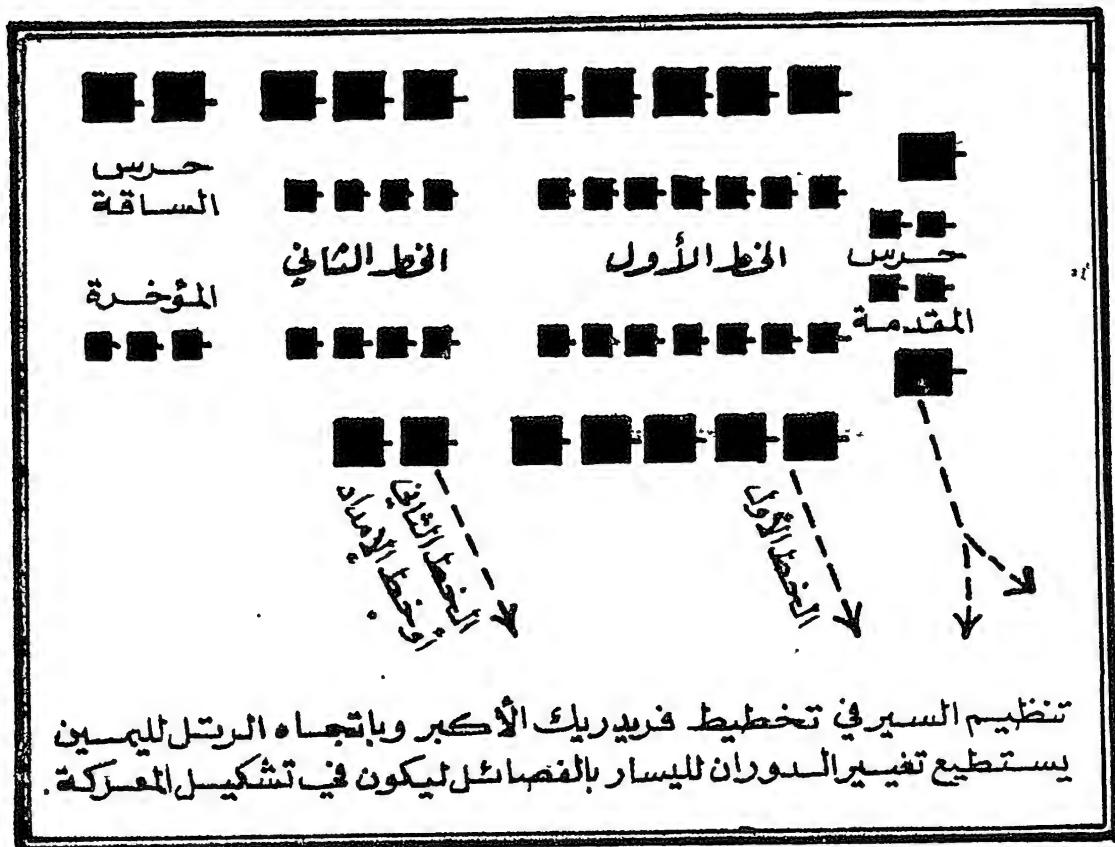 حرس
الساقة
المؤخرة
الخط الثاني
الخط الأول
حرس
المقدمة
الخط الأول
الخط الثاني
أو خط الإمداد
تنظيم السير في تخطيط فريدريك الأكبر وباتجاه الرتل لليمين
يستطيع تغيير الدوران لليسار بالفصائل ليكون في تشكيل المعركة.